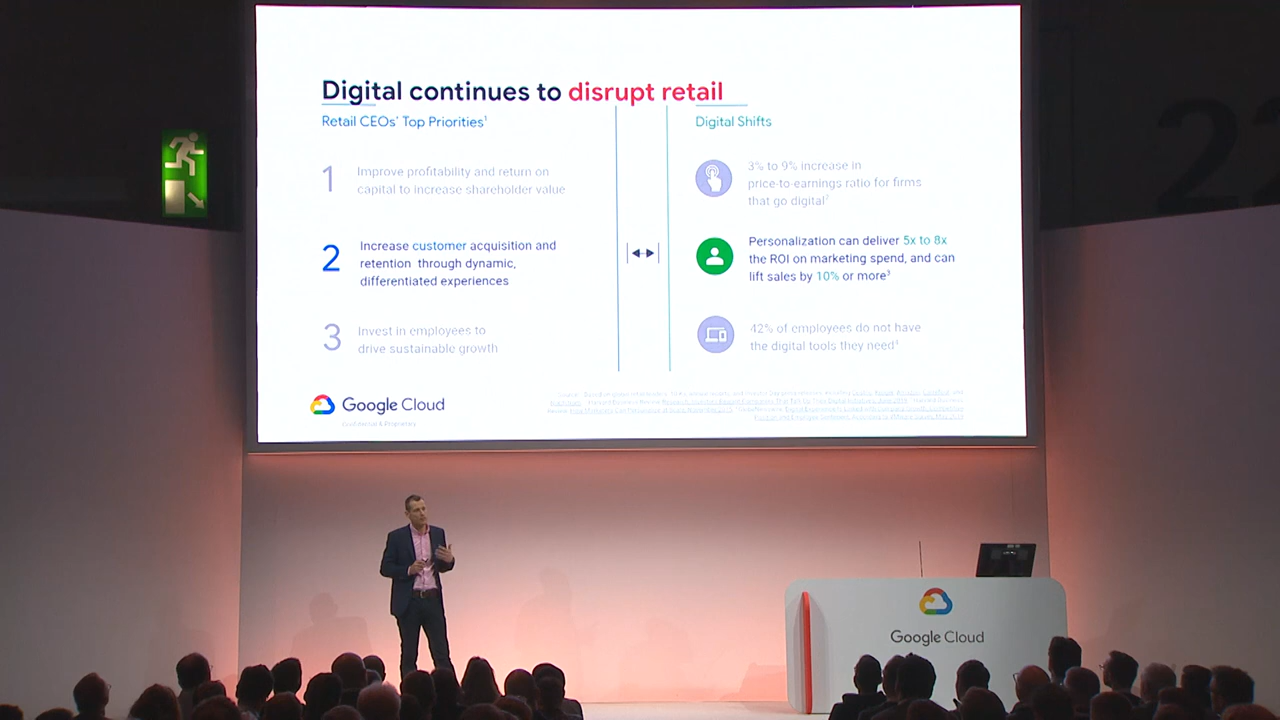 Digital continues to disrupt retail
Retail CEOs' Top Priorities¹
1
Improve profitability and return on
capital to increase shareholder value
2
Increase customer acquisition and
retention through dynamic,
differentiated experiences
3
Invest in employees to
drive sustainable growth
Digital Shifts
3% to 9% increase in
price-to-earnings ratio for firms
that go digital²
Personalization can deliver 5x to 8x
the ROI on marketing spend, and can
lift sales by 10% or more³
42% of employees do not have
the digital tools they need⁴
Google Cloud
Confidential & Proprietary
Google Cloud